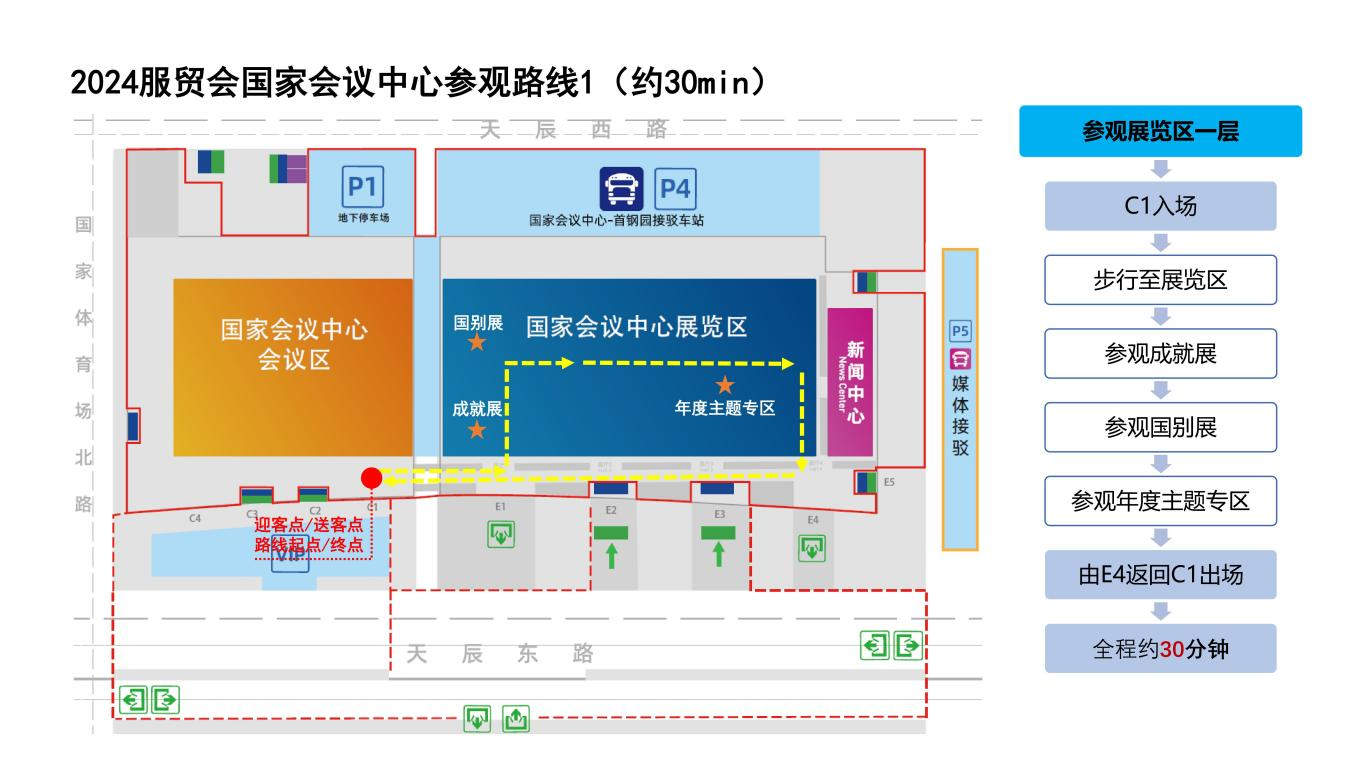 2024服贸会国家会议中心参观路线1（约30min）
天辰西路
P1
地下停车场
P4
国家会议中心-首钢园接驳车站
国家体育场北路
国家会议中心
会议区
国别展
国家会议中心展览区
成就展
年度主题专区
新闻中心
News Center
P5
媒体接驳
C4
C3
C2
C1
E1
E2
E3
E4
E5
迎客点/送客点
路线起点/终点
VIP
天辰东路
参观展览区一层
C1入场
步行至展览区
参观成就展
参观国别展
参观年度主题专区
由E4返回C1出场
全程约30分钟